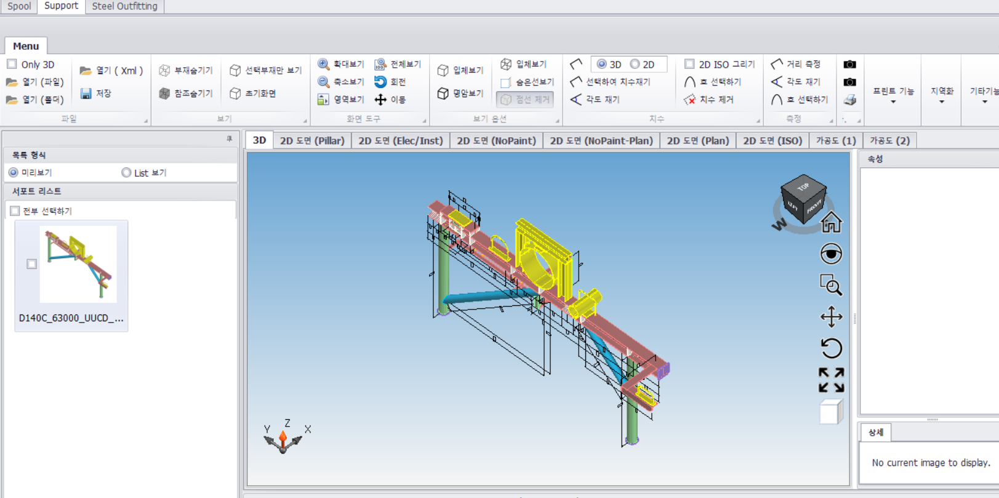 Spool Support Steel Outfitting
Menu
Only 3D
열기 (파일)
열기 (폴더)
열기 ( Xml )
저장
파일
부재숨기기
참조숨기기
선택부재만 보기
초기화면
보기
확대보기
축소보기
영역보기
전체보기
회전
이동
화면 도구
입체보기
명암보기
입체보기
숨은선보기
점선 제거
보기 옵션
3D 2D
선택하여 치수재기
각도 재기
2D ISO 그리기
호 선택하기
치수 제거
치수
거리 측정
각도 재기
호 선택하기
측정
프린트 기능
지역화
기타기능
목록 형식
미리보기 List 보기
서포트 리스트
전부 선택하기
D140C_63000_UUCD_...
3D 2D 도면 (Pillar) 2D 도면 (Elec/Inst) 2D 도면 (NoPaint) 2D 도면 (NoPaint-Plan) 2D 도면 (Plan) 2D 도면 (ISO) 가공도 (1) 가공도 (2)
TOP
LEFT FRONT
W
Y Z X
속성
상세
No current image to display.